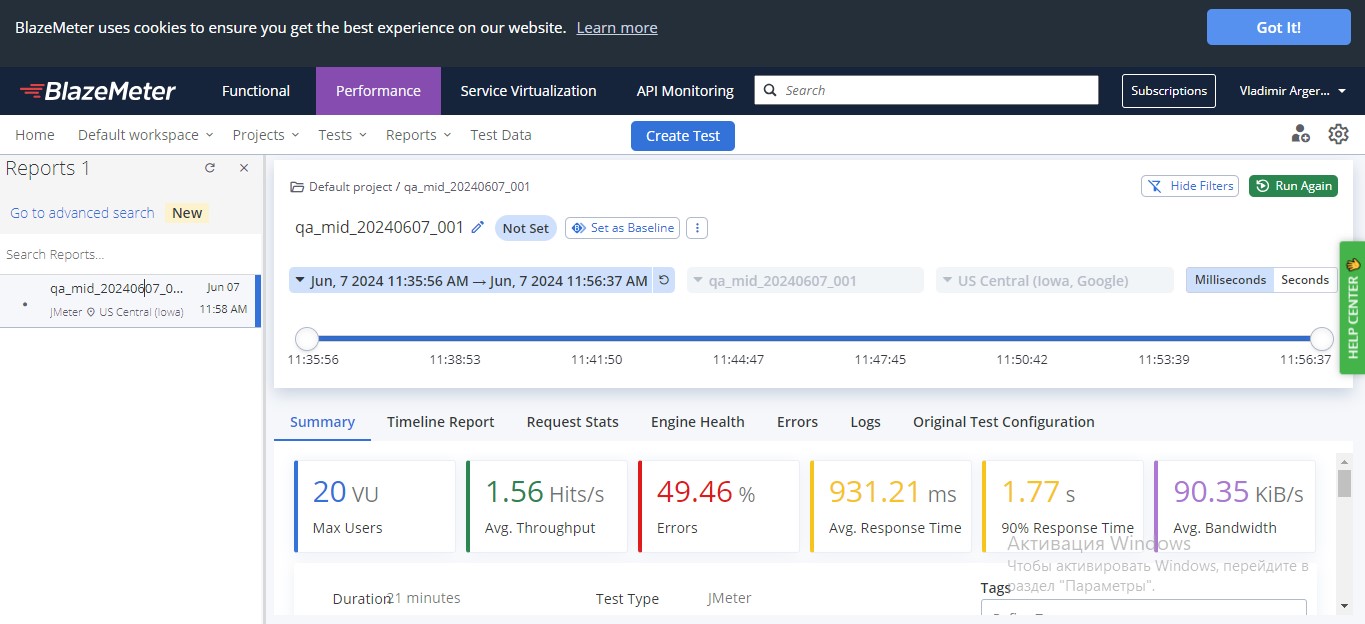 BlazeMeter uses cookies to ensure you get the best experience on our website. Learn more
Got It!
BlazeMeter
Functional
Performance
Service Virtualization
API Monitoring
Search
Subscriptions
Vladimir Arger...
Home
Default workspace
Projects
Tests
Reports
Test Data
Create Test
Reports 1
Go to advanced search
New
Search Reports...
qa_mid_20240607_0...
Jun 07
JMeter US Central (Iowa)
11:58 AM
Default project / qa_mid_20240607_001
Hide Filters
Run Again
qa_mid_20240607_001
Not Set
Set as Baseline
Jun, 7 2024 11:35:56 AM → Jun, 7 2024 11:56:37 AM
qa_mid_20240607_001
US Central (Iowa, Google)
Milliseconds
Seconds
HELP CENTER
11:35:56
11:38:53
11:41:50
11:44:47
11:47:45
11:50:42
11:53:39
11:56:37
Summary
Timeline Report
Request Stats
Engine Health
Errors
Logs
Original Test Configuration
20 VU
Max Users
1.56 Hits/s
Avg. Throughput
49.46 %
Errors
931.21 ms
Avg. Response Time
1.77 s
90% Response Time
90.35 KiB/s
Avg. Bandwidth
Активация Windows
Чтобы активировать Windows, перейдите в
раздел "Параметры".
Duration 21 minutes
Test Type
JMeter
Tags